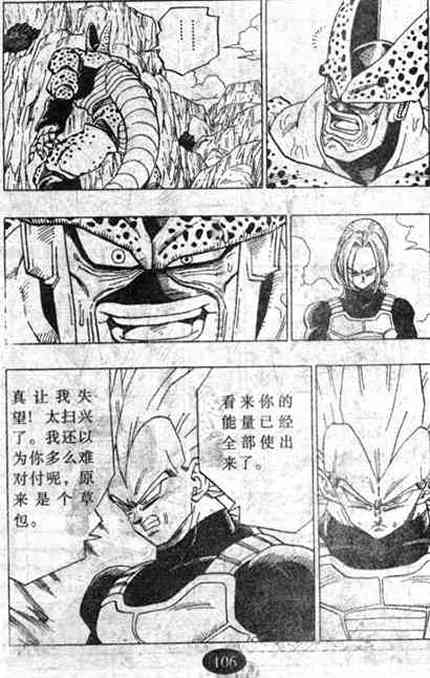 …………
看来你的
能量已经
全部使出
来了。
真让我失
望！太扫兴
了。我还以
为你多么难
对付呢，原
来是个草
包。
106